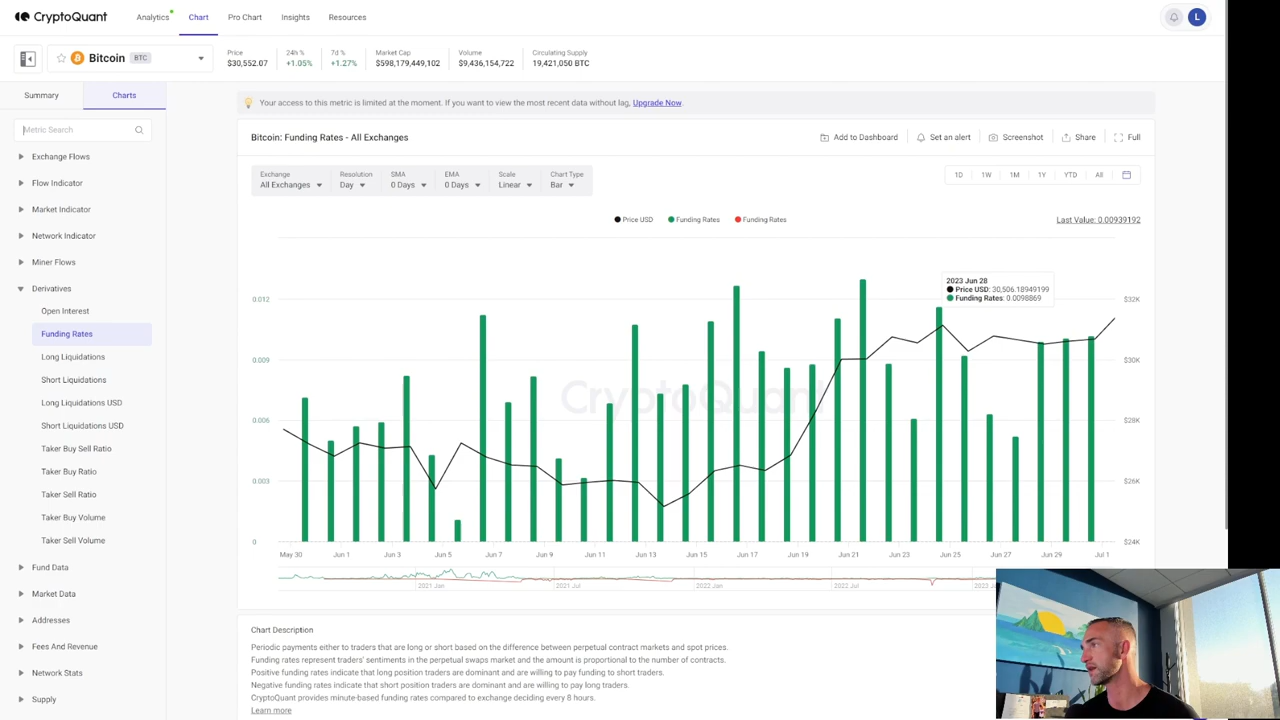 CryptoQuant
Analytics
Chart
Pro Chart
Insights
Resources
L
Bitcoin BTC
Price
$30,552.07
24h %
+1.05%
7d %
+1.27%
Market Cap
$598,179,449,102
Volume
$9,436,154,722
Circulating Supply
19,421,050 BTC
Summary
Charts
Metric Search
Exchange Flows
Flow Indicator
Market Indicator
Network Indicator
Miner Flows
Derivatives
Open Interest
Funding Rates
Long Liquidations
Short Liquidations
Long Liquidations USD
Short Liquidations USD
Taker Buy Sell Ratio
Taker Buy Ratio
Taker Sell Ratio
Taker Buy Volume
Taker Sell Volume
Fund Data
Market Data
Addresses
Fees And Revenue
Network Stats
Supply
Your access to this metric is limited at the moment. If you want to view the most recent data without lag, Upgrade Now.
Bitcoin: Funding Rates - All Exchanges
Add to Dashboard
Set an alert
Screenshot
Share
Full
Exchange
All Exchanges
Resolution
Day
SMA
0 Days
EMA
0 Days
Scale
Linear
Chart Type
Bar
1D 1W 1M 1Y YTD All
Price USD Funding Rates Funding Rates
Last Value: 0.00939192
2023 Jun 28
Price USD: 30,506.18949199
Funding Rates: 0.0098869
0.012
0.009
0.006
0.003
0
$32K
$30K
$28K
$26K
$24K
CryptoQuant
May 30 Jun 1 Jun 3 Jun 5 Jun 7 Jun 9 Jun 11 Jun 13 Jun 15 Jun 17 Jun 19 Jun 21 Jun 23 Jun 25 Jun 27 Jun 29 Jul 1
2021 Jan 2021 Jul 2022 Jan 2022 Jul 2023
Chart Description
Periodic payments either to traders that are long or short based on the difference between perpetual contract markets and spot prices.
Funding rates represent traders' sentiments in the perpetual swaps market and the amount is proportional to the number of contracts.
Positive funding rates indicate that long position traders are dominant and are willing to pay funding to short traders.
Negative funding rates indicate that short position traders are dominant and are willing to pay long traders.
CryptoQuant provides minute-based funding rates compared to exchange deciding every 8 hours.
Learn more